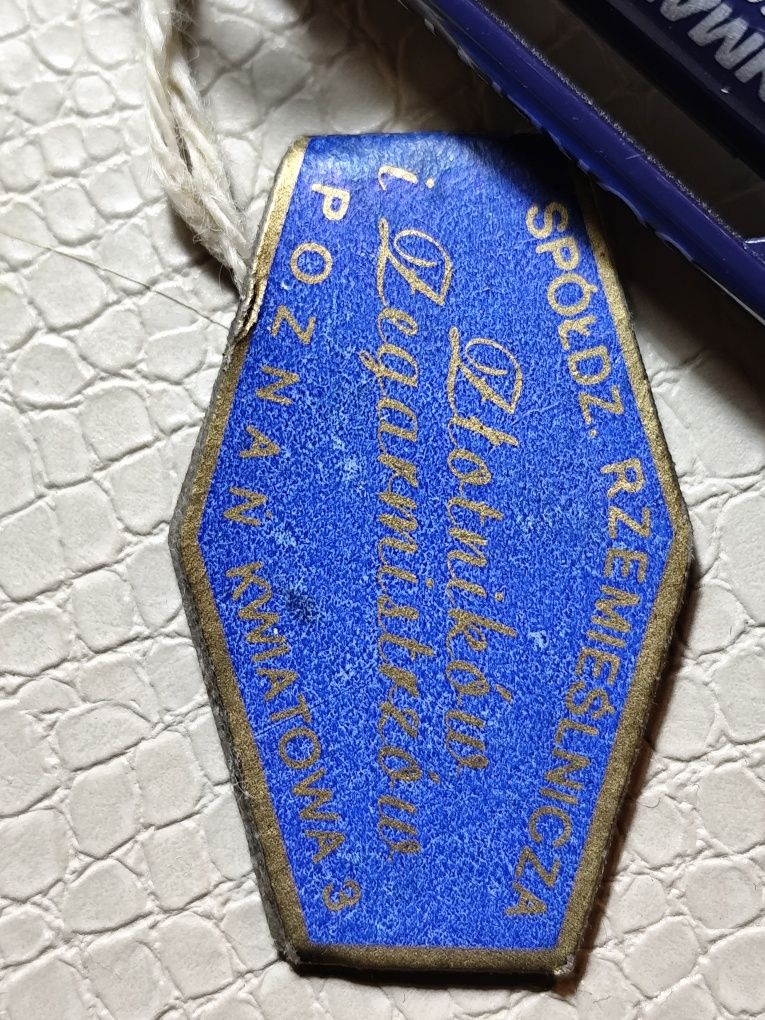 SPÓŁDZ. RZEMIEŚLNICZA
Złotników
i Zegarmistrzów
POZNAŃ KWIATOWA 3